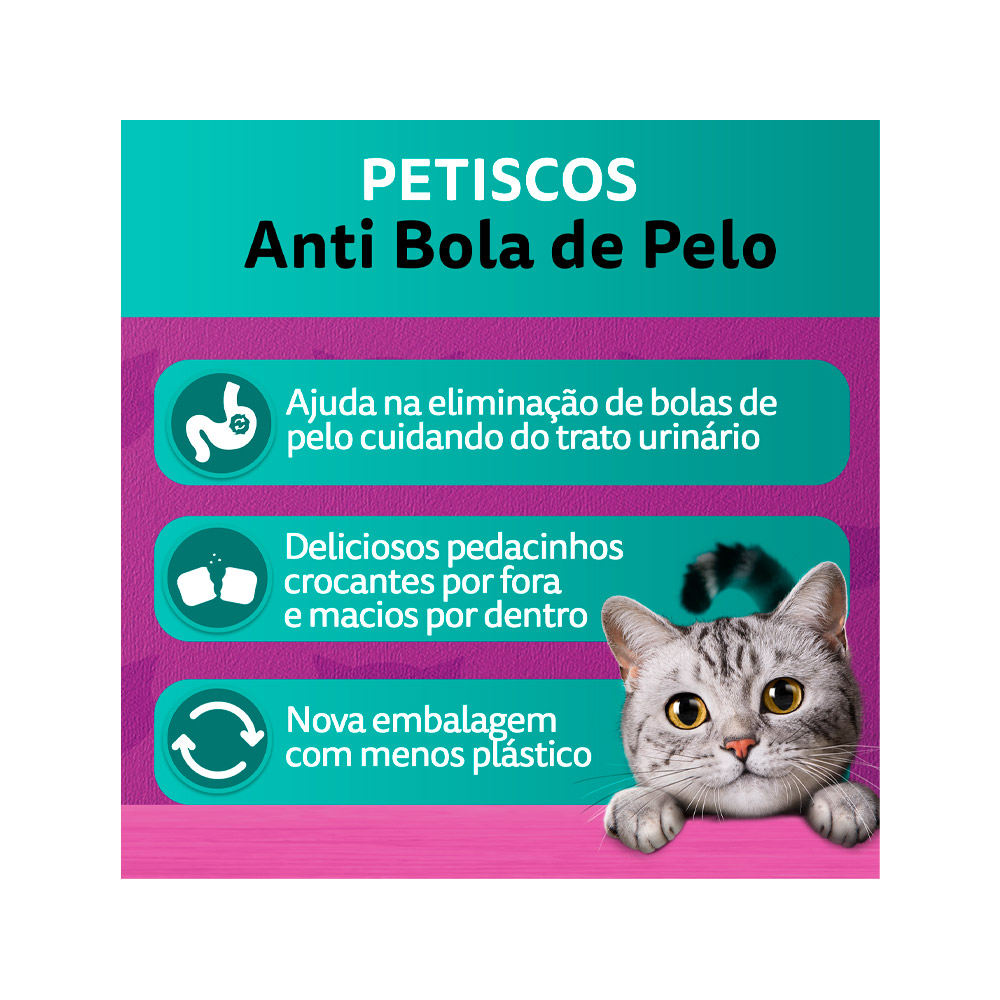 PETISCOS
Anti Bola de Pelo
Ajuda na eliminação de bolas de
pelo cuidando do trato urinário
Deliciosos pedacinhos
crocantes por fora
e macios por dentro
Nova embalagem
com menos plástico